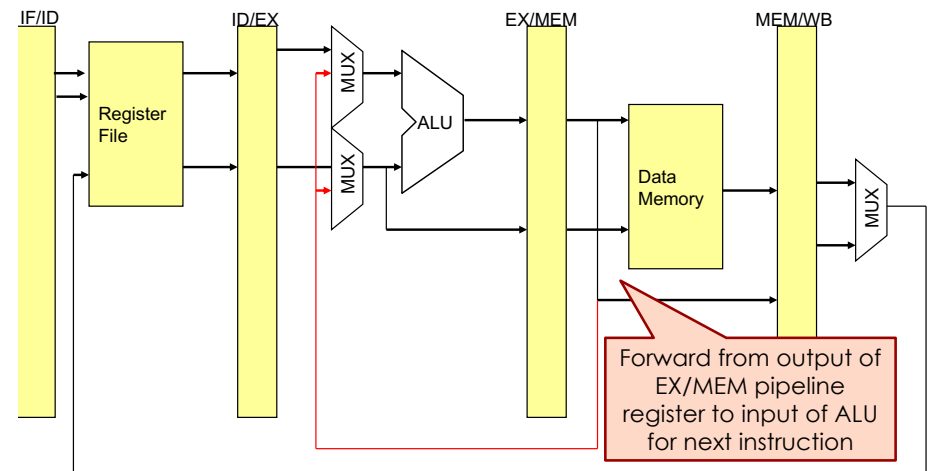 IF/ID
ID/EX
EX/MEM
MEM/WB
Register
File
MUX
MUX
ALU
Data
Memory
MUX
Forward from output of
EX/MEM pipeline
register to input of ALU
for next instruction